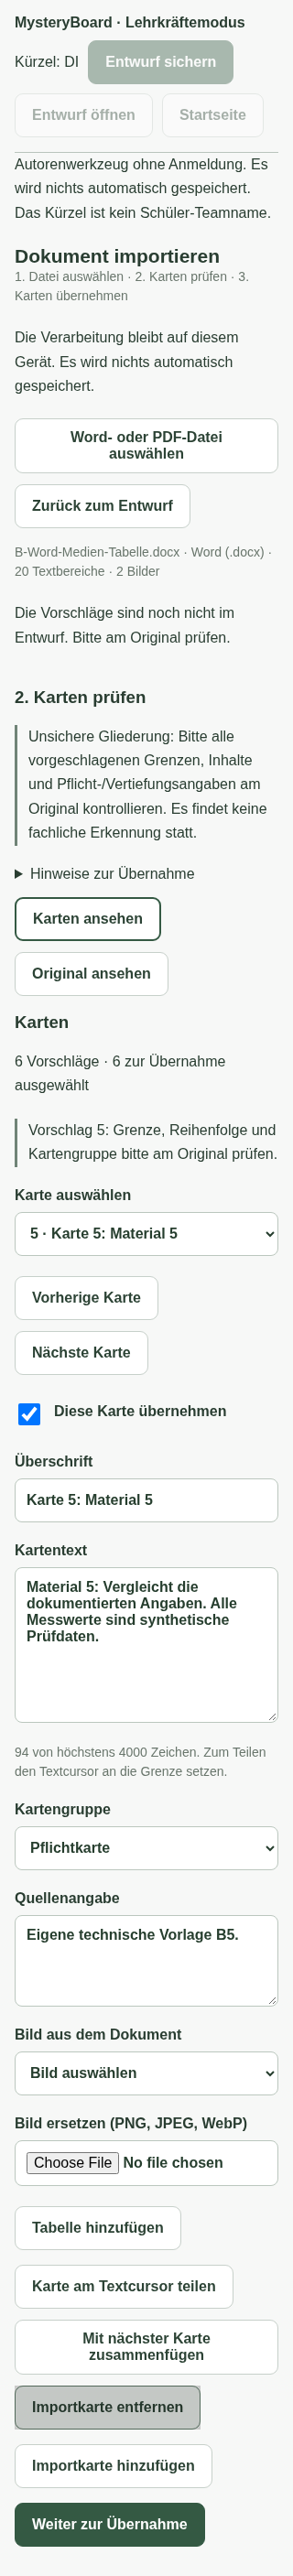 MysteryBoard · Lehrkräftemodus
Kürzel: DI
Entwurf sichern
Entwurf öffnen
Startseite
Autorenwerkzeug ohne Anmeldung. Es
wird nichts automatisch gespeichert.
Das Kürzel ist kein Schüler-Teamname.
Dokument importieren
1. Datei auswählen · 2. Karten prüfen · 3.
Karten übernehmen
Die Verarbeitung bleibt auf diesem
Gerät. Es wird nichts automatisch
gespeichert.
Word- oder PDF-Datei
auswählen
Zurück zum Entwurf
B-Word-Medien-Tabelle.docx · Word (.docx) ·
20 Textbereiche · 2 Bilder
Die Vorschläge sind noch nicht im
Entwurf. Bitte am Original prüfen.
2. Karten prüfen
Unsichere Gliederung: Bitte alle
vorgeschlagenen Grenzen, Inhalte
und Pflicht-/Vertiefungsangaben am
Original kontrollieren. Es findet keine
fachliche Erkennung statt.
Hinweise zur Übernahme
Karten ansehen
Original ansehen
Karten
6 Vorschläge · 6 zur Übernahme
ausgewählt
Vorschlag 5: Grenze, Reihenfolge und
Kartengruppe bitte am Original prüfen.
Karte auswählen
5 · Karte 5: Material 5
Vorherige Karte
Nächste Karte
Diese Karte übernehmen
Überschrift
Karte 5: Material 5
Kartentext
Material 5: Vergleicht die
dokumentierten Angaben. Alle
Messwerte sind synthetische
Prüfdaten.
94 von höchstens 4000 Zeichen. Zum Teilen
den Textcursor an die Grenze setzen.
Kartengruppe
Pflichtkarte
Quellenangabe
Eigene technische Vorlage B5.
Bild aus dem Dokument
Bild auswählen
Bild ersetzen (PNG, JPEG, WebP)
Choose File No file chosen
Tabelle hinzufügen
Karte am Textcursor teilen
Mit nächster Karte
zusammenfügen
Importkarte entfernen
Importkarte hinzufügen
Weiter zur Übernahme